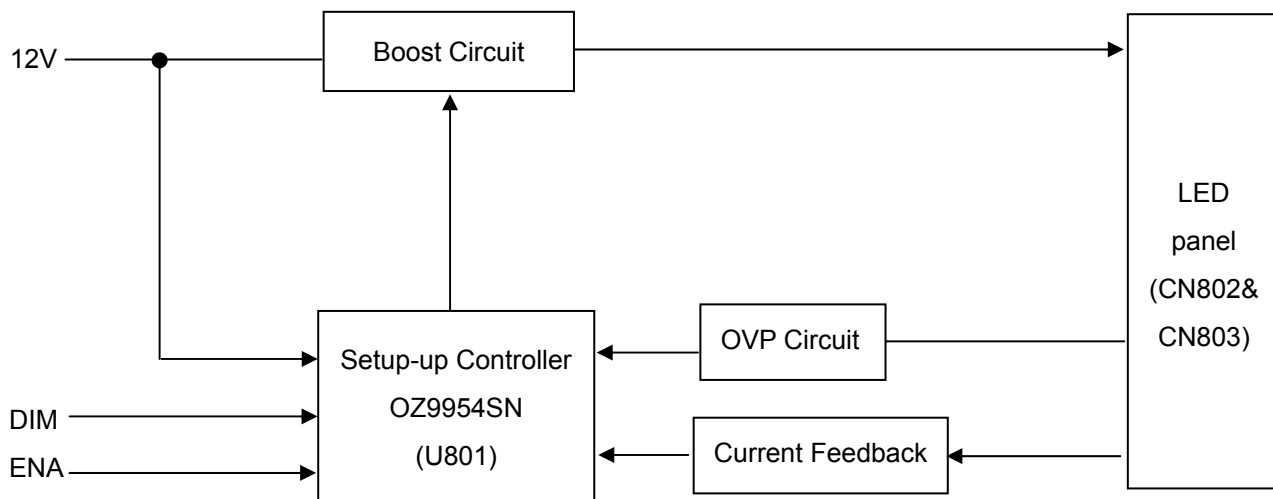 12V
Boost Circuit
LED
panel
(CN802&
CN803)
OVP Circuit
Setup-up Controller
OZ9954SN
(U801)
DIM
ENA
Current Feedback